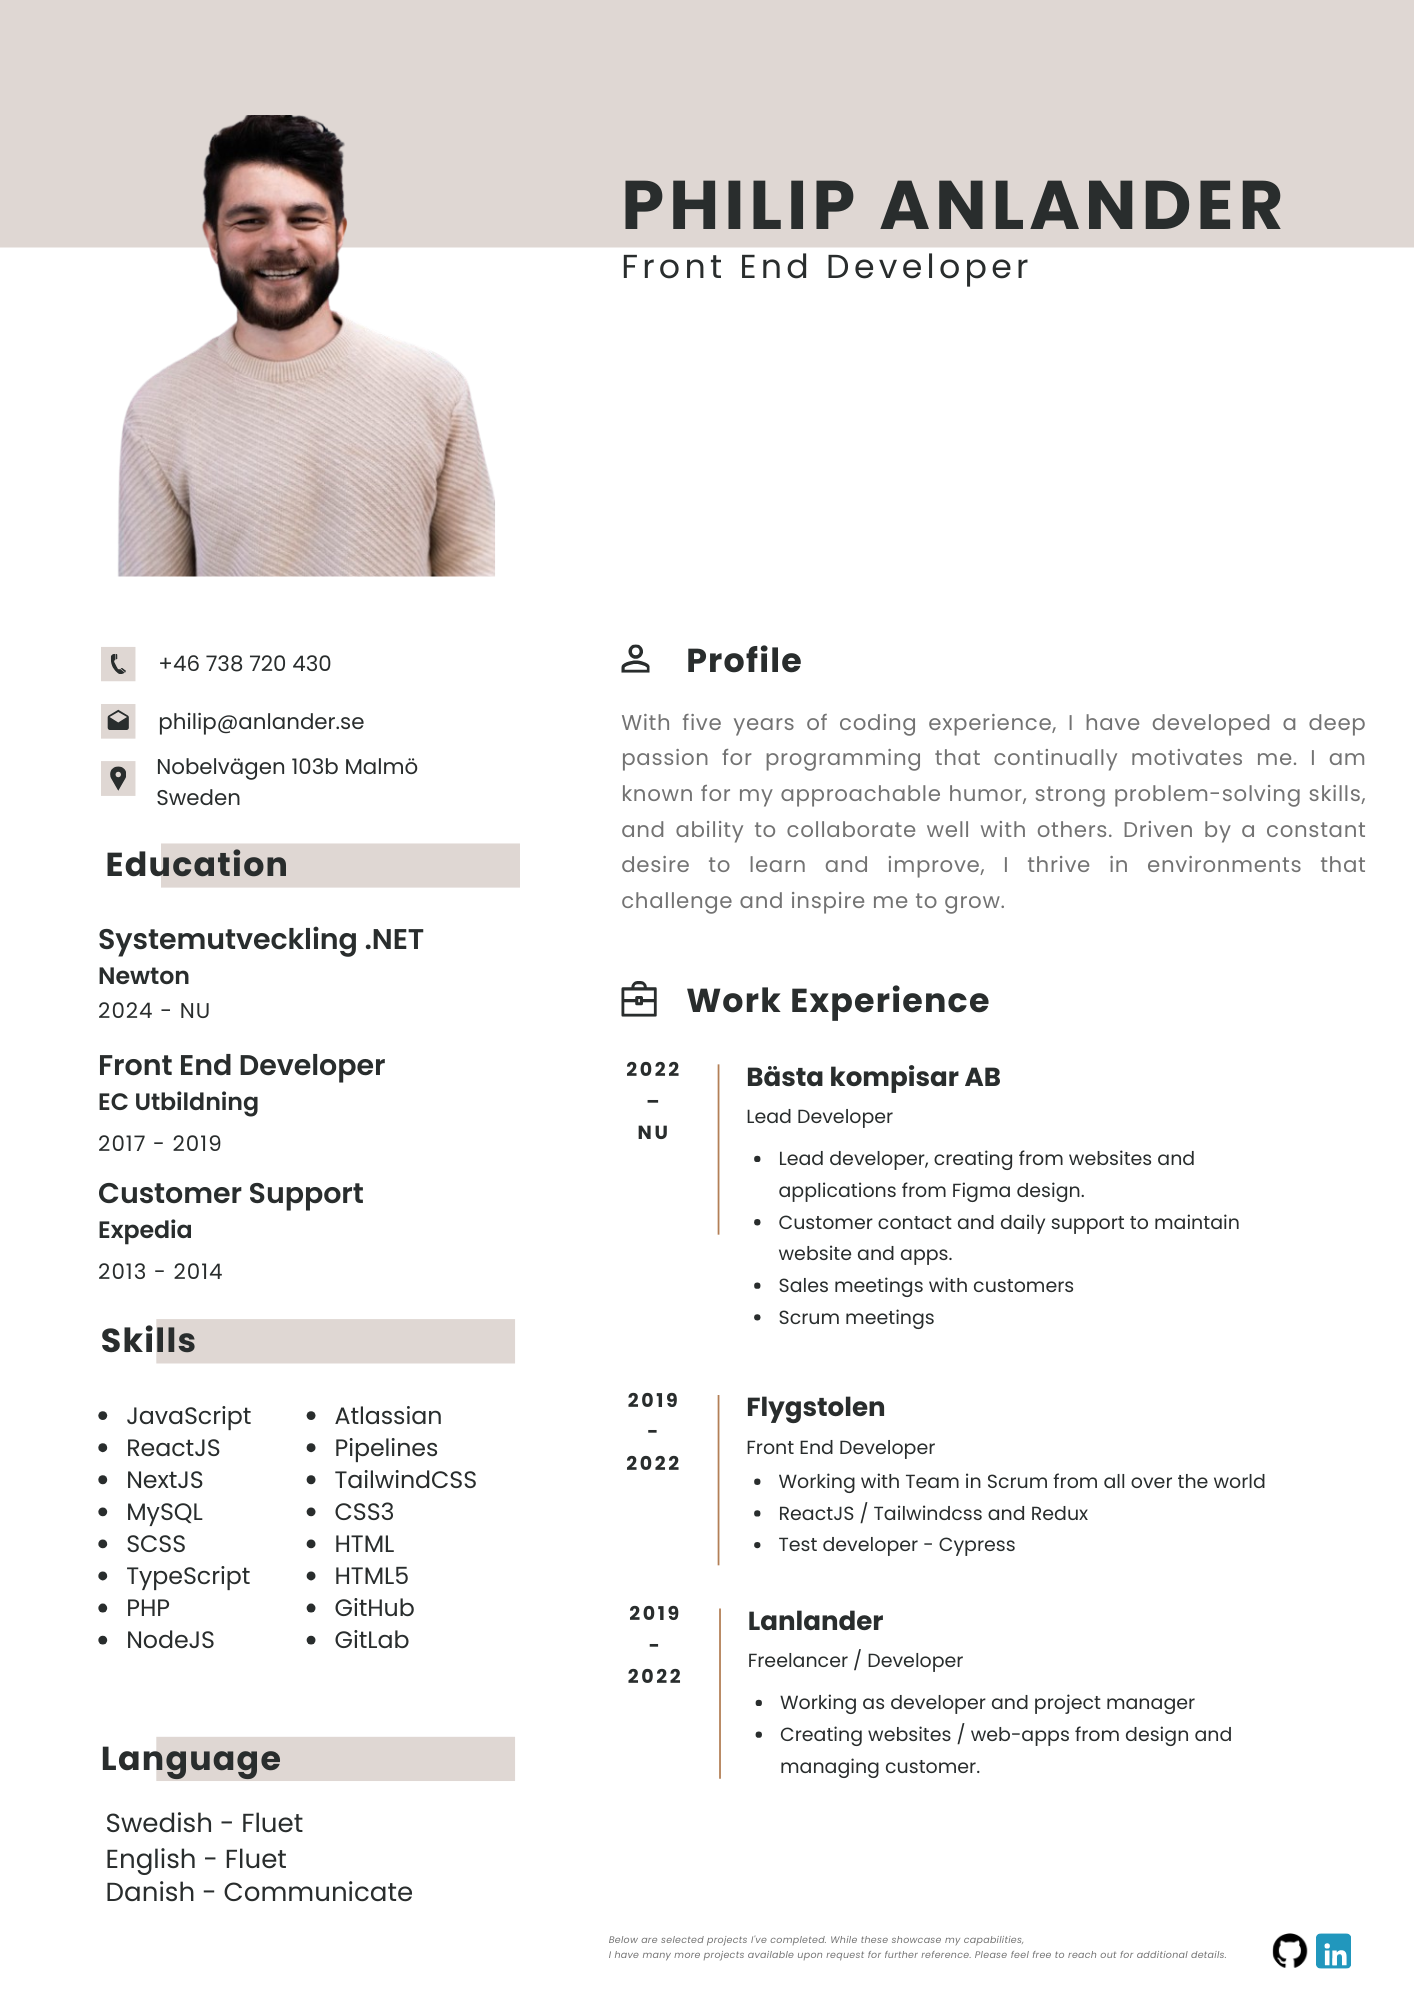 PHILIP ANLANDER
Front End Developer
+46 738 720 430
philip@anlander.se
Nobelvägen 103b Malmö
Sweden
Education
Systemutveckling .NET
Newton
2024 - NU
Front End Developer
EC Utbildning
2017 - 2019
Customer Support
Expedia
2013 - 2014
Skills
• JavaScript
• ReactJS
• NextJS
• MySQL
• SCSS
• TypeScript
• PHP
• NodeJS
• Atlassian
• Pipelines
• TailwindCSS
• CSS3
• HTML
• HTML5
• GitHub
• GitLab
Language
Swedish - Fluet
English - Fluet
Danish - Communicate
Profile
With five years of coding experience, I have developed a deep
passion for programming that continually motivates me. I am
known for my approachable humor, strong problem-solving skills,
and ability to collaborate well with others. Driven by a constant
desire to learn and improve, I thrive in environments that
challenge and inspire me to grow.
Work Experience
2022
–
NU
Bästa kompisar AB
Lead Developer
• Lead developer, creating from websites and
applications from Figma design.
• Customer contact and daily support to maintain
website and apps.
• Sales meetings with customers
• Scrum meetings
2019
-
2022
Flygstolen
Front End Developer
• Working with Team in Scrum from all over the world
• ReactJS / Tailwindcss and Redux
• Test developer - Cypress
2019
-
2022
Lanlander
Freelancer / Developer
• Working as developer and project manager
• Creating websites / web-apps from design and
managing customer.
Below are selected projects I've completed. While these showcase my capabilities,
I have many more projects available upon request for further reference. Please feel free to reach out for additional details.
in